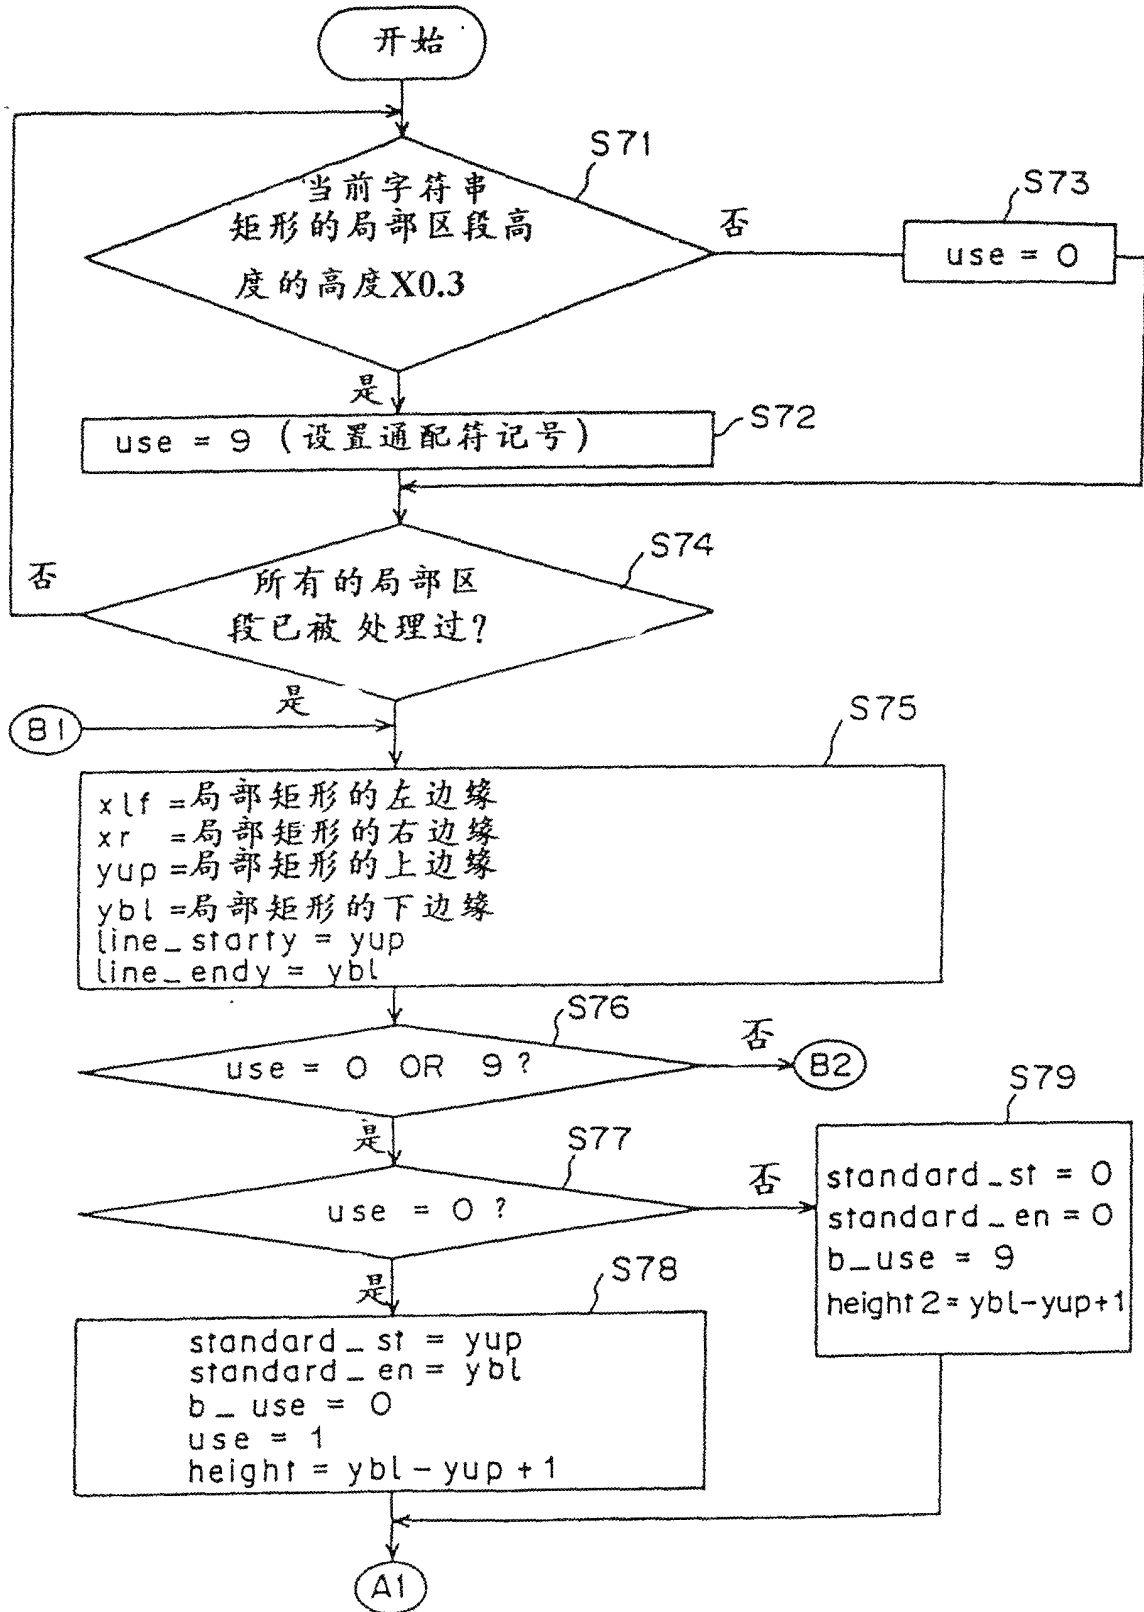 开始
S71
当前字符串
矩形的局部区段高
度的高度X0.3
否
S73
use = 0
是
S72
use = 9 (设置通配符记号)
S74
否
所有的局部区
段已被 处理过?
是
B1
S75
xlf =局部矩形的左边缘
xr =局部矩形的右边缘
yup =局部矩形的上边缘
ybl =局部矩形的下边缘
line_starty = yup
line_endy = ybl
S76
use = 0 OR 9 ?
否
B2
是
S77
use = 0 ?
否
S79
standard_st = 0
standard_en = 0
b_use = 9
height2 = ybl-yup+1
是
S78
standard_st = yup
standard_en = ybl
b_use = 0
use = 1
height = ybl-yup+1
A1